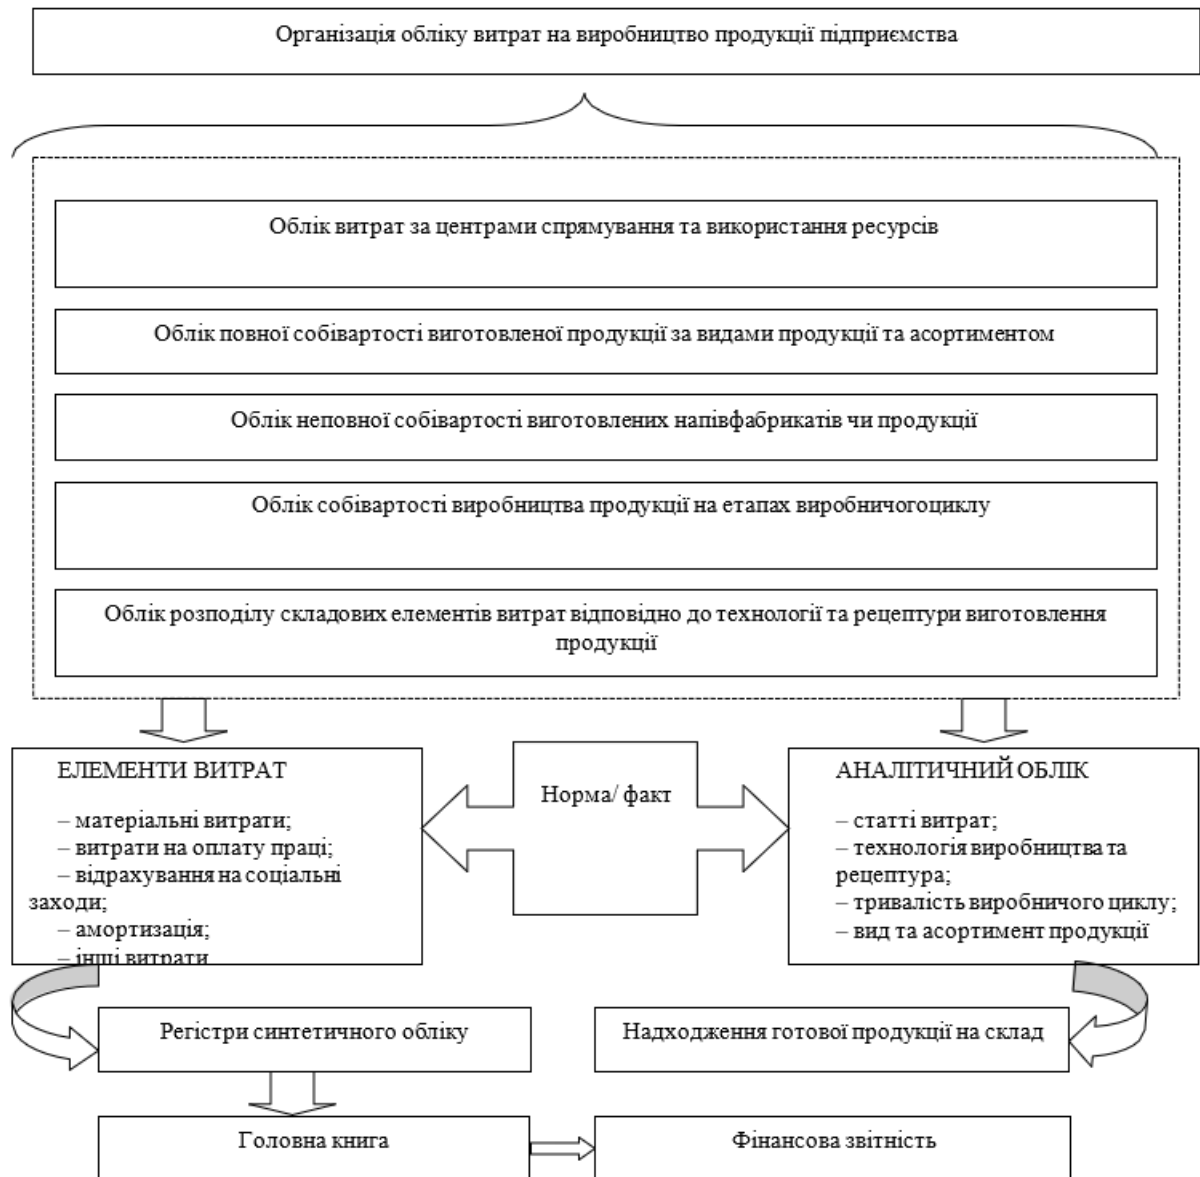 Організація обліку витрат на виробництво продукції підприємства
Облік витрат за центрами спрямування та використання ресурсів
Облік повної собівартості виготовленої продукції за видами продукції та асортиментом
Облік неповної собівартості виготовлених напівфабрикатів чи продукції
Облік собівартості виробництва продукції на етапах виробничогоциклу
Облік розподілу складових елементів витрат відповідно до технології та рецептури виготовлення
продукції
ЕЛЕМЕНТИ ВИТРАТ
– матеріальні витрати;
– витрати на оплату праці;
– відрахування на соціальні
заходи;
– амортизація;
– інші витрати
Норма/ факт
АНАЛІТИЧНИЙ ОБЛІК
– статті витрат;
– технологія виробництва та
рецептура;
– тривалість виробничого циклу;
– вид та асортимент продукції
Регістри синтетичного обліку
Надходження готової продукції на склад
Головна книга
Фінансова звітність